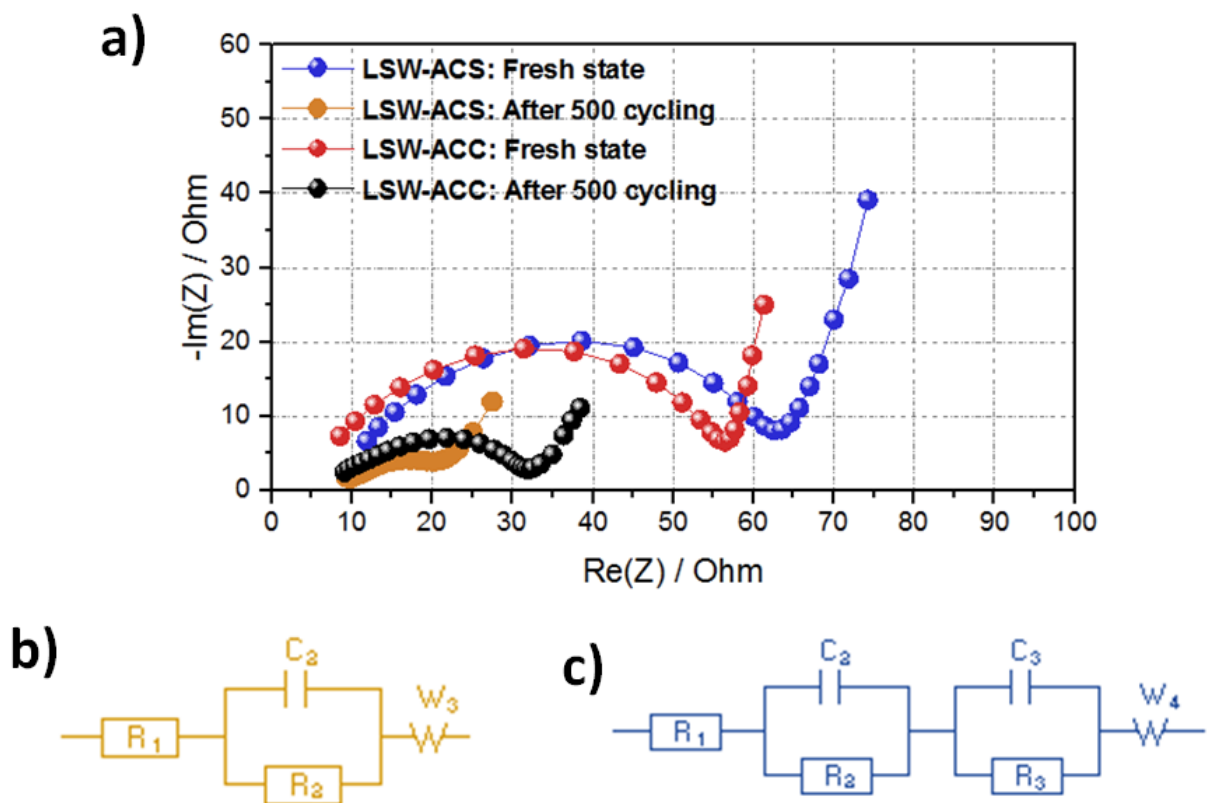 a)
60
50
40
30
20
10
0
-Im(Z) / Ohm
LSW-ACS: Fresh state
LSW-ACS: After 500 cycling
LSW-ACC: Fresh state
LSW-ACC: After 500 cycling
0 10 20 30 40 50 60 70 80 90 100
Re(Z) / Ohm
b)
C₂
W₃
R₁
R₂
c)
C₂
C₃
W₄
R₁
R₂
R₃